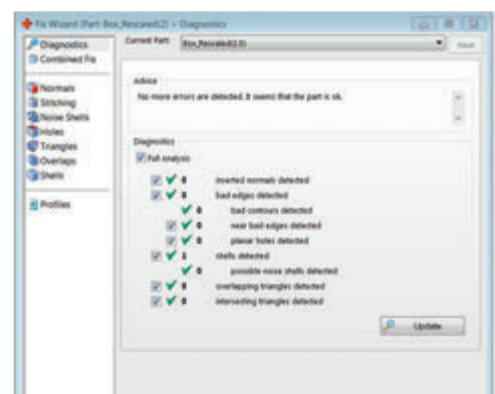 Fix Wizard (Part: Box_Rescaled(2) - Diagnostics
Diagnostics
Combined Fix
Normals
Stitching
Noise Shells
Holes
Triangles
Overlaps
Shells
Profiles
Current Part: Box_Rescaled(2.0)
Advice
No more errors are detected. It seems that the part is ok.
Diagnostics
Full Analysis
0 inverted normals detected
0 bad edges detected
0 bad contours detected
0 near bad edges detected
0 planar holes detected
1 shells detected
0 possible noise shells detected
0 overlapping triangles detected
0 intersecting triangles detected
Update